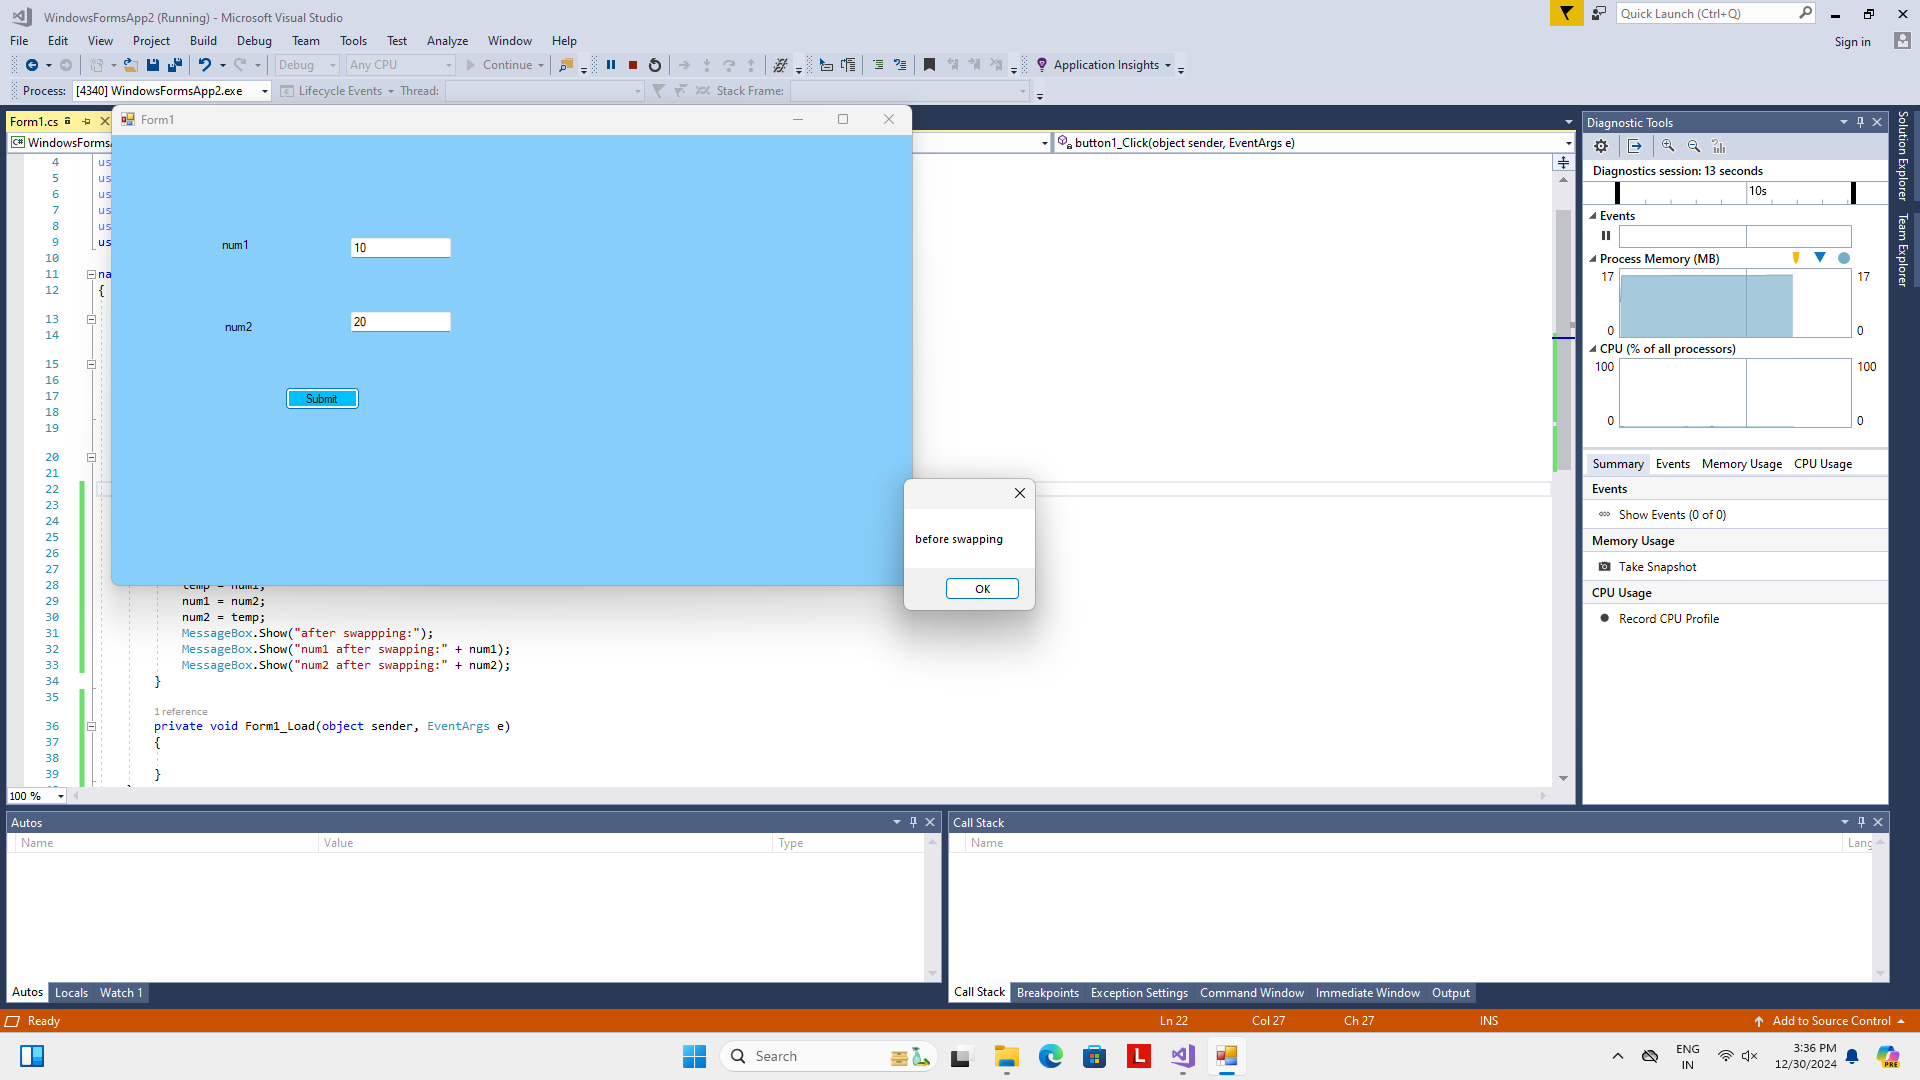 WindowsFormsApp2 (Running) - Microsoft Visual Studio
Quick Launch (Ctrl+Q)
File Edit View Project Build Debug Team Tools Test Analyze Window Help
Sign in
Debug Any CPU Continue Application Insights
Process: [4340] WindowsFormsApp2.exe Lifecycle Events Thread: Stack Frame:
Form1.cs
Form1
C# WindowsForms
button1_Click(object sender, EventArgs e)
4 us
5 us
6 us
7 us
8 us
9 us
10
11 na
12 {
13
14
15
16
17
18
19
20
21
22
23
24
25
26
27
28 temp = num1;
29 num1 = num2;
30 num2 = temp;
31 MessageBox.Show("after swappping:");
32 MessageBox.Show("num1 after swapping:" + num1);
33 MessageBox.Show("num2 after swapping:" + num2);
34 }
35
1 reference
36 private void Form1_Load(object sender, EventArgs e)
37 {
38
39 }
100 %
num1
10
num2
20
Submit
before swapping
OK
Diagnostic Tools
Diagnostics session: 13 seconds
10s
Events
Process Memory (MB)
17 17
0 0
CPU (% of all processors)
100 100
0 0
Summary Events Memory Usage CPU Usage
Events
Show Events (0 of 0)
Memory Usage
Take Snapshot
CPU Usage
Record CPU Profile
Solution Explorer
Team Explorer
Autos
Name Value Type
Autos Locals Watch 1
Call Stack
Name Lang
Call Stack Breakpoints Exception Settings Command Window Immediate Window Output
Ready
Ln 22 Col 27 Ch 27 INS
Add to Source Control
Search
L
ENG
IN
3:36 PM
12/30/2024
PRE